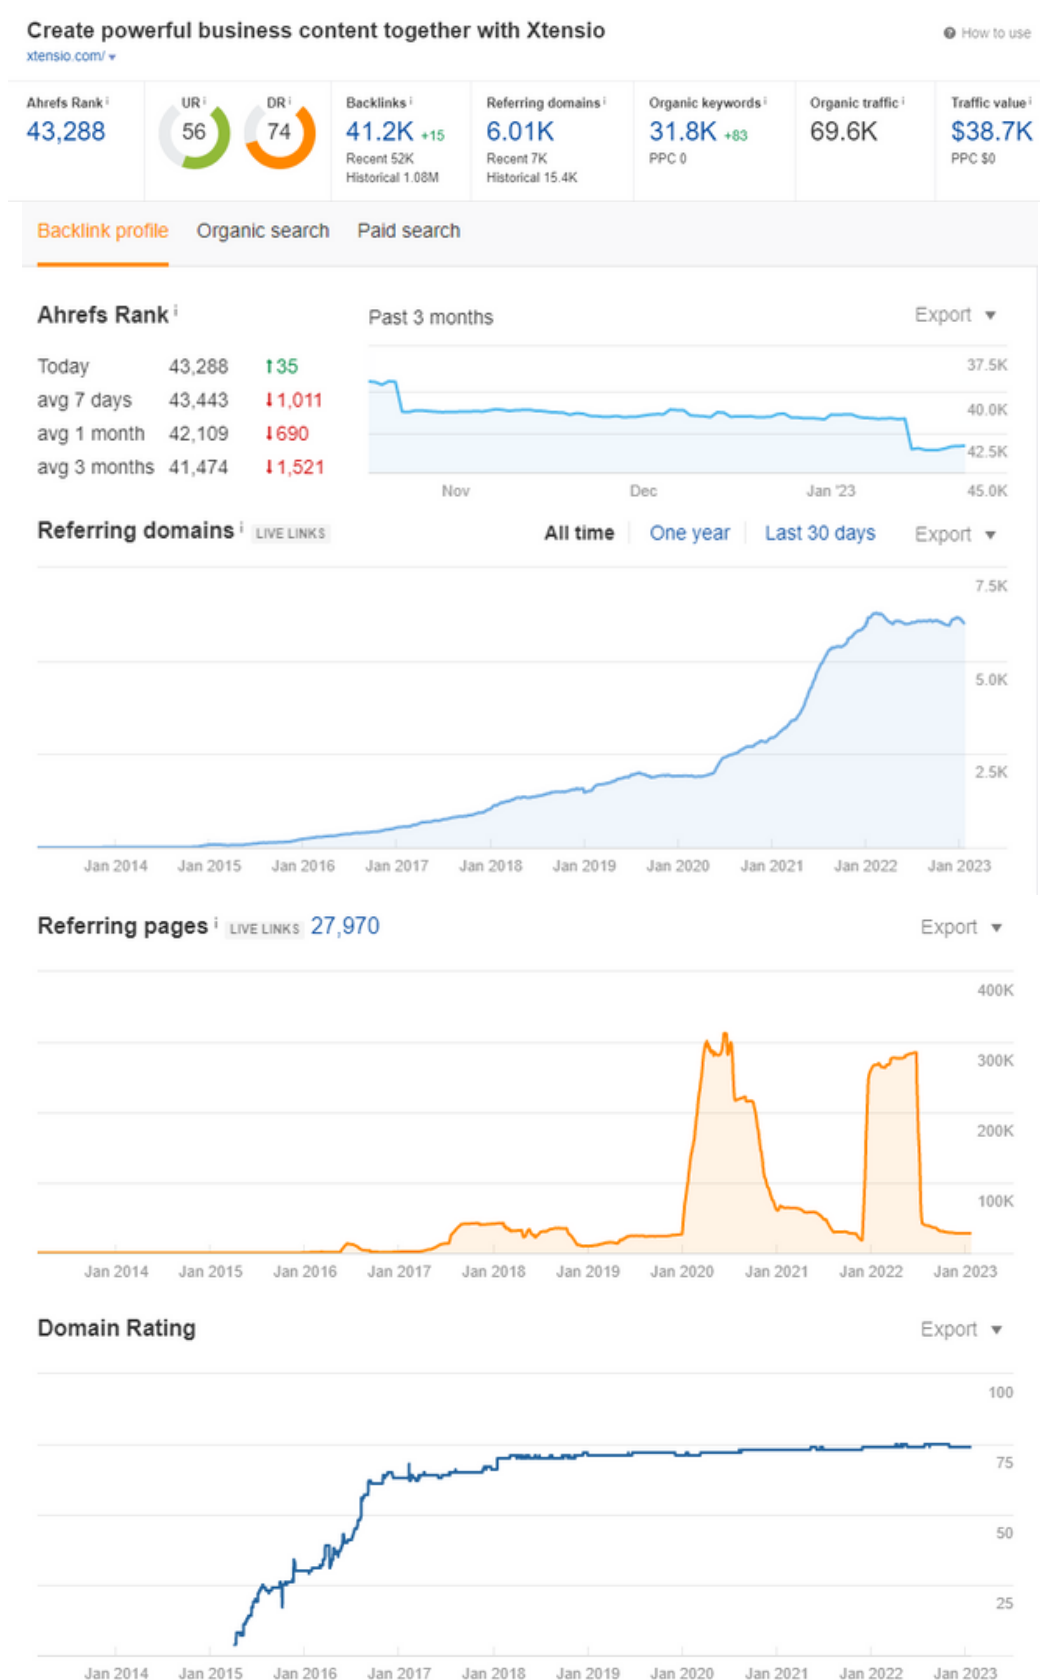 Create powerful business content together with Xtensio
How to use
xtensio.com/
Ahrefs Rank i UR i DR i Backlinks i Referring domains i Organic keywords i Organic traffic i Traffic value i
43,288 56 74 41.2K +15 6.01K 31.8K +83 69.6K $38.7K
Recent 52K Recent 7K PPC 0 PPC $0
Historical 1.08M Historical 15.4K
Backlink profile Organic search Paid search
Ahrefs Rank i Past 3 months Export
Today 43,288 ↑35
avg 7 days 43,443 ↓1,011
avg 1 month 42,109 ↓690
avg 3 months 41,474 ↓1,521
37.5K
40.0K
42.5K
45.0K
Nov Dec Jan '23
Referring domains i LIVE LINKS All time One year Last 30 days Export
7.5K
5.0K
2.5K
Jan 2014 Jan 2015 Jan 2016 Jan 2017 Jan 2018 Jan 2019 Jan 2020 Jan 2021 Jan 2022 Jan 2023
Referring pages i LIVE LINKS 27,970 Export
400K
300K
200K
100K
Jan 2014 Jan 2015 Jan 2016 Jan 2017 Jan 2018 Jan 2019 Jan 2020 Jan 2021 Jan 2022 Jan 2023
Domain Rating Export
100
75
50
25
Jan 2014 Jan 2015 Jan 2016 Jan 2017 Jan 2018 Jan 2019 Jan 2020 Jan 2021 Jan 2022 Jan 2023